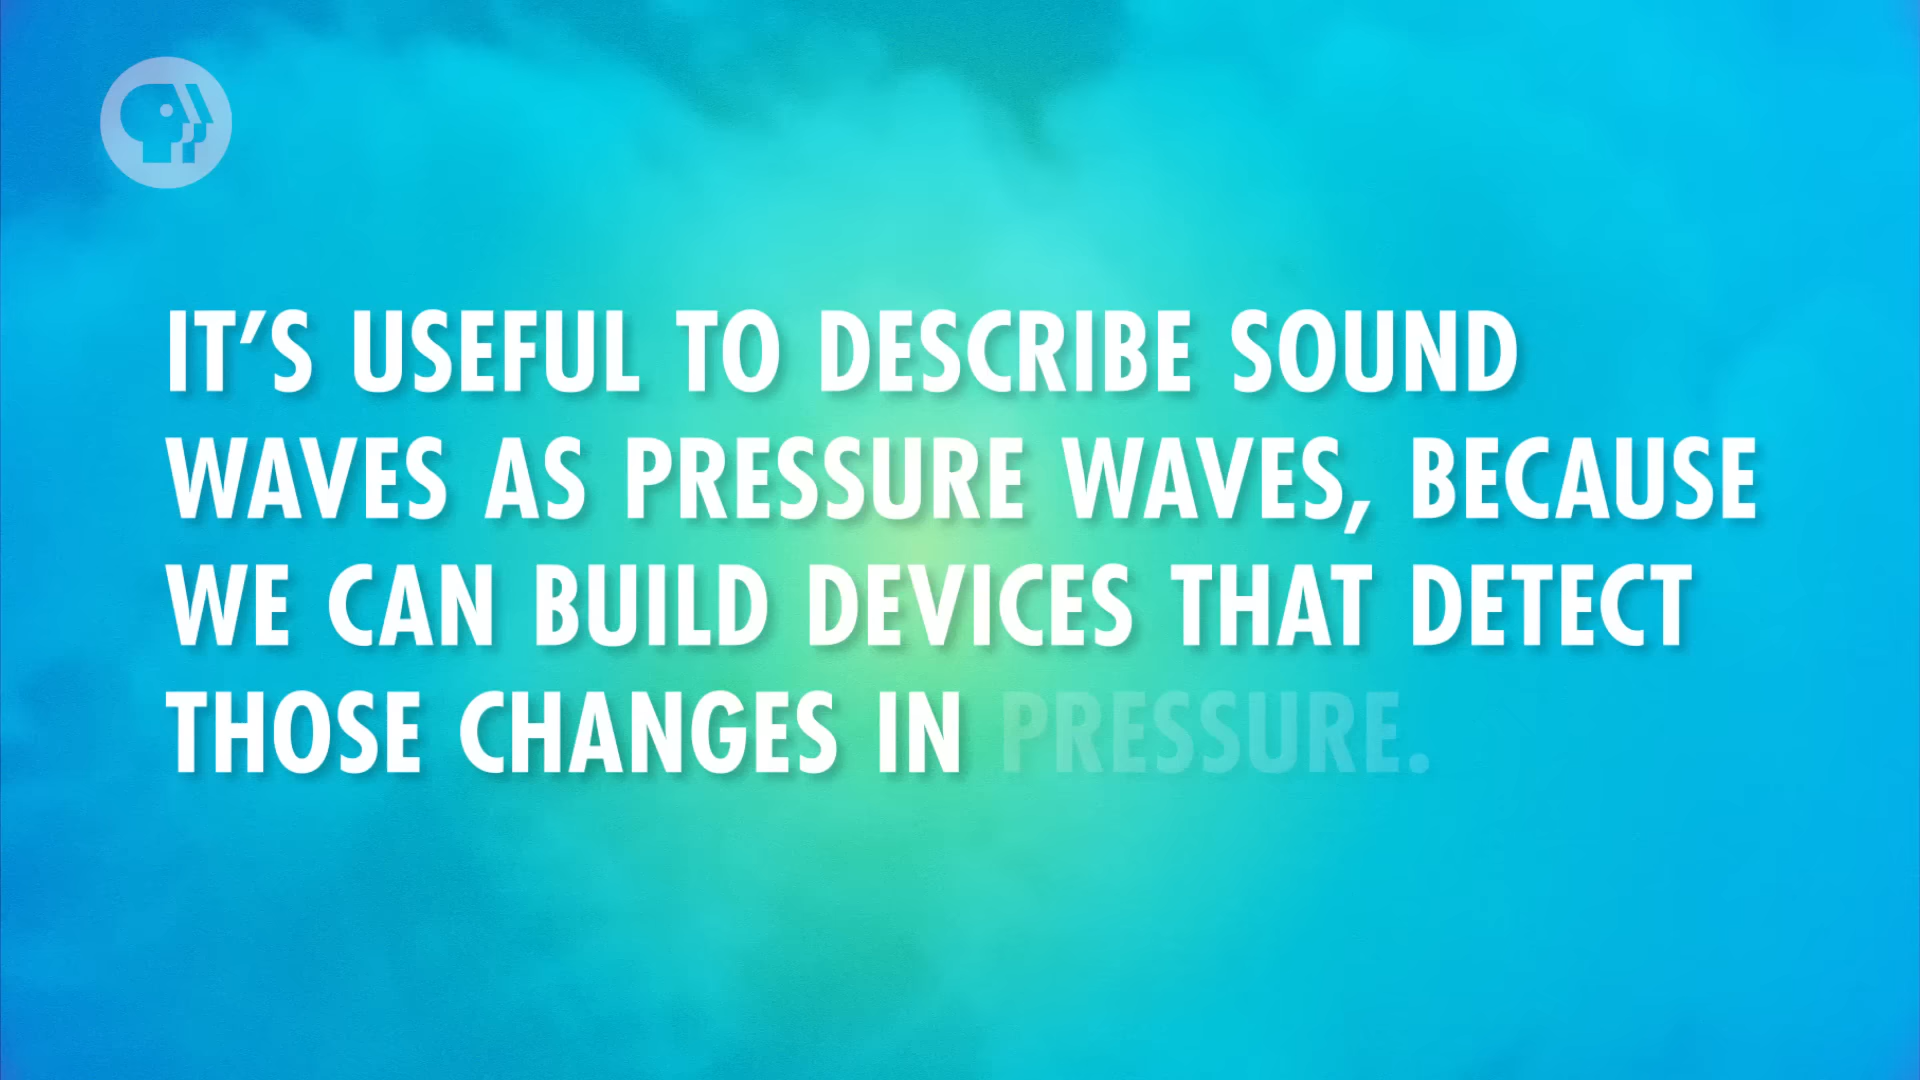 IT’S USEFUL TO DESCRIBE SOUND
WAVES AS PRESSURE WAVES, BECAUSE
WE CAN BUILD DEVICES THAT DETECT
THOSE CHANGES IN PRESSURE.